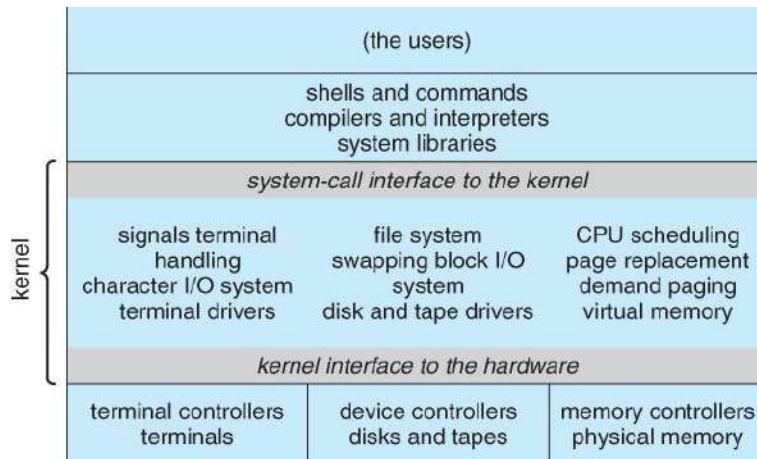 (the users)
shells and commands
compilers and interpreters
system libraries
kernel
system-call interface to the kernel
signals terminal
handling
character I/O system
terminal drivers
file system
swapping block I/O
system
disk and tape drivers
CPU scheduling
page replacement
demand paging
virtual memory
kernel interface to the hardware
terminal controllers
terminals
device controllers
disks and tapes
memory controllers
physical memory